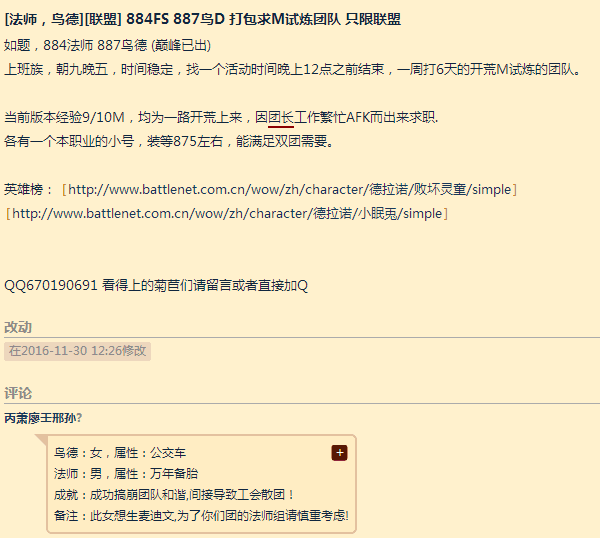 [法师，鸟德][联盟] 884FS 887鸟D 打包求M试炼团队 只限联盟
如题，884法师 887鸟德 (巅峰已出)
上班族，朝九晚五，时间稳定，找一个活动时间晚上12点之前结束，一周打6天的开荒M试炼的团队。
当前版本经验9/10M，均为一路开荒上来，因团长工作繁忙AFK而出来求职.
各有一个本职业的小号，装等875左右，能满足双团需要。
英雄榜： [http://www.battlenet.com.cn/wow/zh/character/德拉诺/败坏灵童/simple]
[http://www.battlenet.com.cn/wow/zh/character/德拉诺/小眠兎/simple]
QQ670190691 看得上的菊苣们请留言或者直接加Q
改动
在2016-11-30 12:26修改
评论
丙萧廖壬邢孙?
鸟德：女，属性：公交车
+
法师：男，属性：万年备胎
成就：成功搞崩团队和谐,间接导致工会散团！
备注：此女想生麦迪文,为了你们团的法师组请慎重考虑!